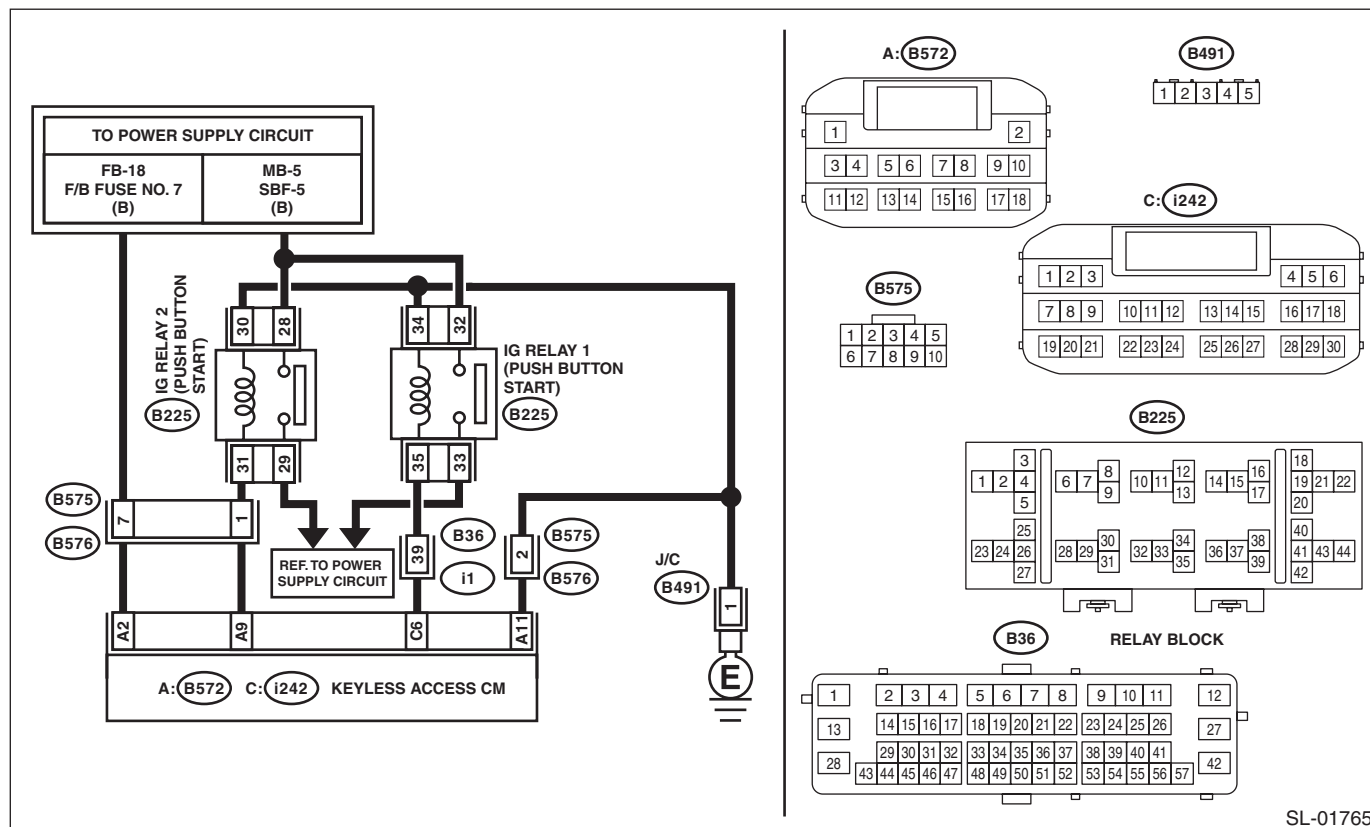 TO POWER SUPPLY CIRCUIT
FB-18
F/B FUSE NO. 7
(B)
MB-5
SBF-5
(B)
IG RELAY 2
(PUSH BUTTON
START)
B225
30
28
31
29
34
32
IG RELAY 1
(PUSH BUTTON
START)
B225
35
33
B575
B576
7
1
REF. TO POWER
SUPPLY CIRCUIT
39
B36
i1
2
B575
B576
J/C
B491
1
E
A2
A9
C6
A11
A: B572 C: i242 KEYLESS ACCESS CM
A: B572
1 2
3 4 5 6 7 8 9 10
11 12 13 14 15 16 17 18
B491
1 2 3 4 5
C: i242
1 2 3 4 5 6
7 8 9 10 11 12 13 14 15 16 17 18
19 20 21 22 23 24 25 26 27 28 29 30
B575
1 2 3 4 5
6 7 8 9 10
B225
3 8 12 16 18
1 2 4 6 7 10 11 14 15 19 21 22
5 9 13 17 20
25 30 34 38 40
23 24 26 28 29 32 33 36 37 41 43 44
27 31 35 39 42
B36
RELAY BLOCK
1 2 3 4 5 6 7 8 9 10 11 12
13 14 15 16 17 18 19 20 21 22 23 24 25 26 27
28 29 30 31 32 33 34 35 36 37 38 39 40 41 42
43 44 45 46 47 48 49 50 51 52 53 54 55 56 57
SL-01765